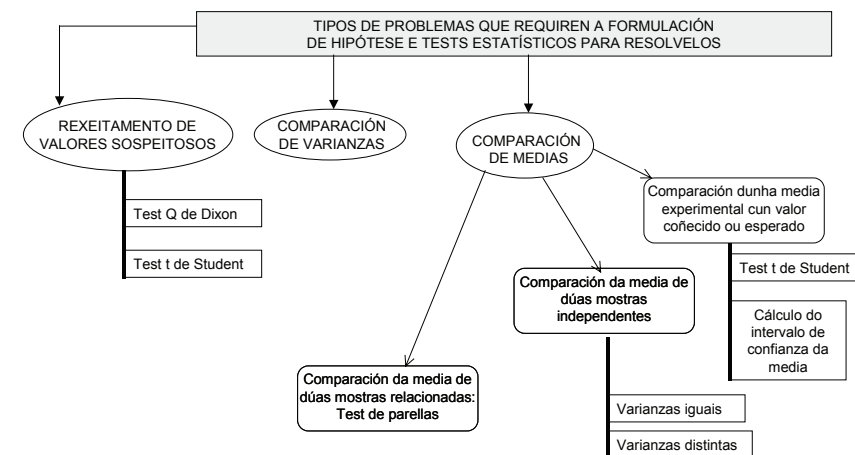 TIPOS DE PROBLEMAS QUE REQUIREN A FORMULACIÓN
DE HIPÓTESE E TESTS ESTATÍSTICOS PARA RESOLVELOS
REXEITAMENTO DE
VALORES SOSPEITOSOS
Test Q de Dixon
Test t de Student
COMPARACIÓN
DE VARIANZAS
COMPARACIÓN
DE MEDIAS
Comparación da media de
dúas mostras relacionadas:
Test de parellas
Comparación da media de
dúas mostras
independentes
Varianzas iguais
Varianzas distintas
Comparación dunha media
experimental cun valor
coñecido ou esperado
Test t de Student
Cálculo do
intervalo de
confianza da
media